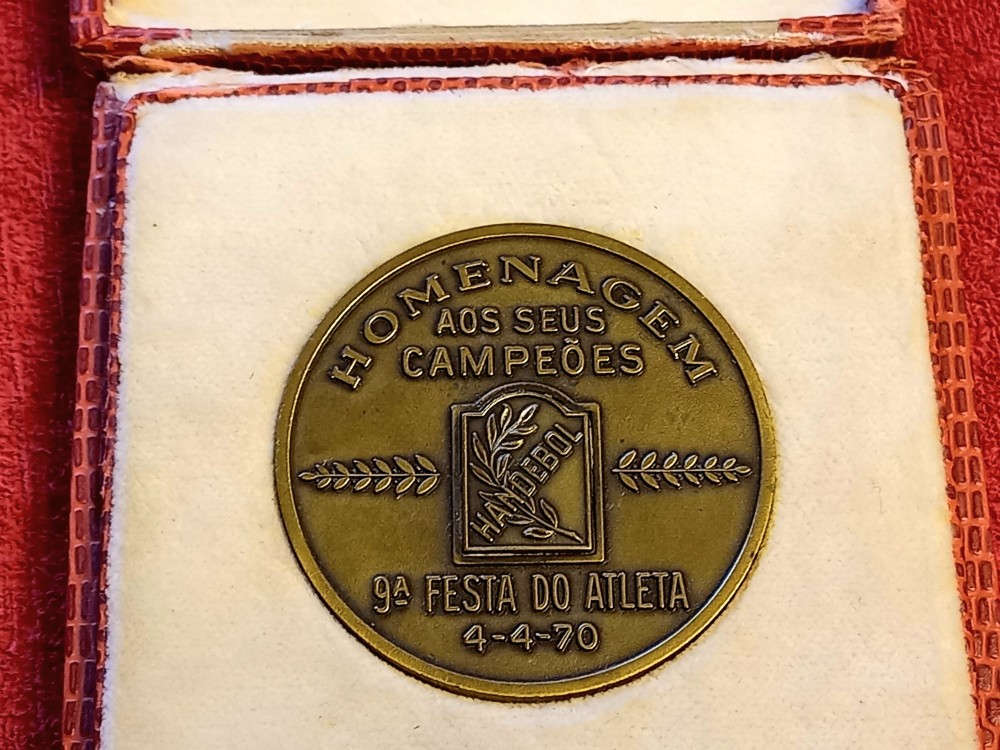 HOMENAGEM
AOS SEUS
CAMPEÕES
HANDEBOL
9ª FESTA DO ATLETA
4-4-70